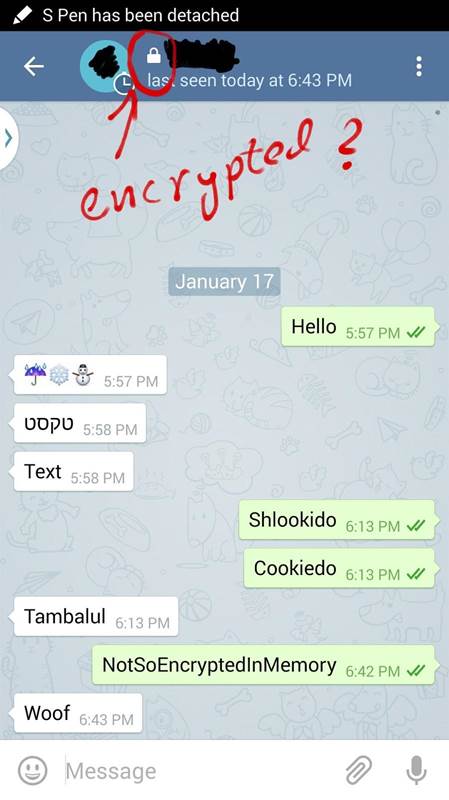 S Pen has been detached
last seen today at 6:43 PM
encrypted?
January 17
Hello 5:57 PM
☔❄⛄ 5:57 PM
טקסט 5:58 PM
Text 5:58 PM
Shlookido 6:13 PM
Cookiedo 6:13 PM
Tambalul 6:13 PM
NotSoEncryptedInMemory 6:42 PM
Woof 6:43 PM
Message